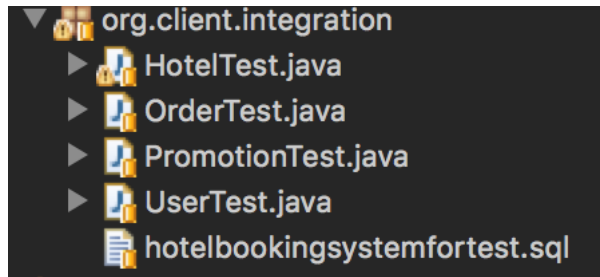 org.client.integration
HotelTest.java
OrderTest.java
PromotionTest.java
UserTest.java
hotelbookingsystemfortest.sql